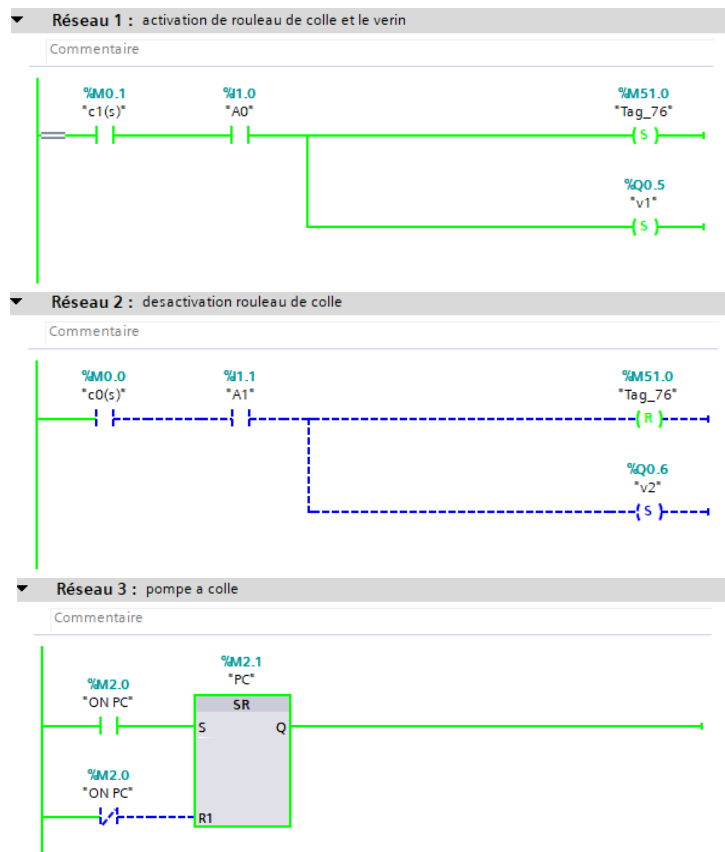 Réseau 1 : activation de rouleau de colle et le verin
Commentaire
%M0.1 %I1.0 %M51.0
"c1(s)" "A0" "Tag_76"
S
%Q0.5
"v1"
S
Réseau 2 : desactivation rouleau de colle
Commentaire
%M0.0 %I1.1 %M51.0
"c0(s)" "A1" "Tag_76"
R
%Q0.6
"v2"
S
Réseau 3 : pompe a colle
Commentaire
%M2.1
"PC"
%M2.0
"ON PC"
SR
S Q
%M2.0
"ON PC"
R1